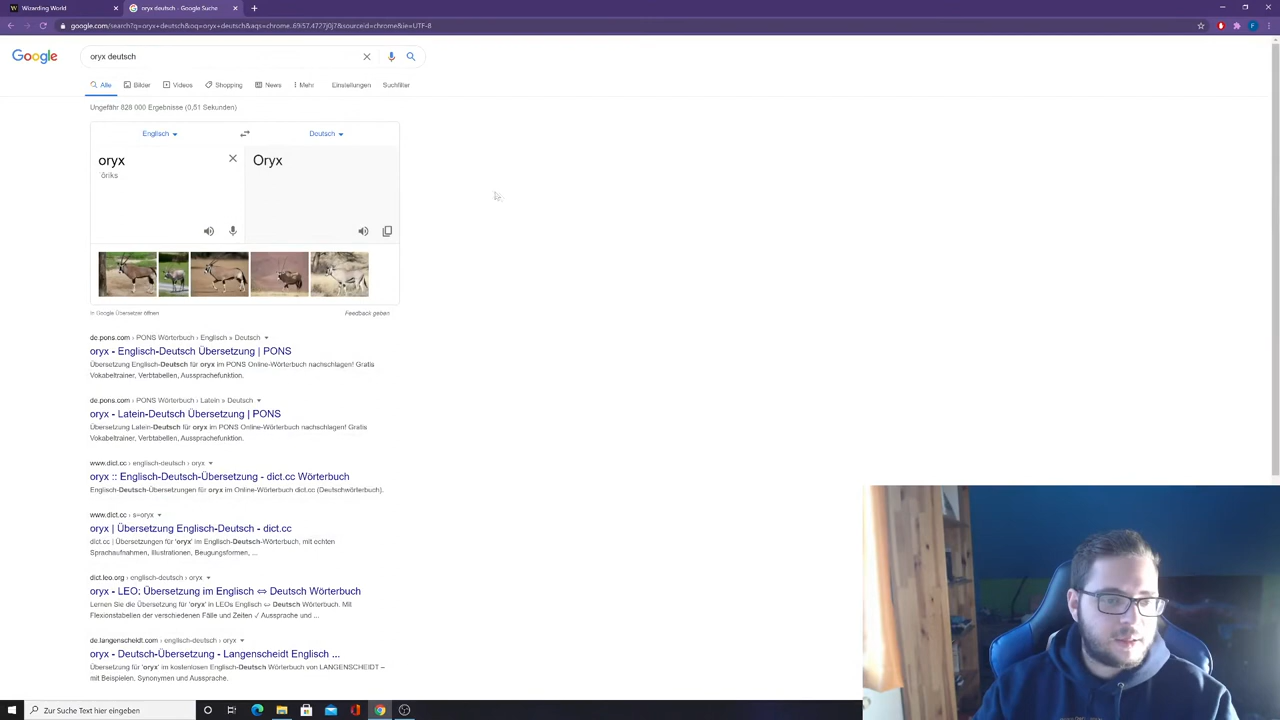 Wizarding World
oryx deutsch - Google Suche
google.com/search?q=oryx+deutsch&oq=oryx+deutsch&aqs=chrome..69i57.4727j0j7&sourceid=chrome&ie=UTF-8
Google
oryx deutsch
Alle Bilder Videos Shopping News Mehr Einstellungen Suchfilter
Ungefähr 828 000 Ergebnisse (0,51 Sekunden)
Englisch Deutsch
oryx Oryx
ˈôriks
In Google Übersetzer öffnen Feedback geben
de.pons.com › PONS Wörterbuch › Englisch » Deutsch
oryx - Englisch-Deutsch Übersetzung | PONS
Übersetzung Englisch-Deutsch für oryx im PONS Online-Wörterbuch nachschlagen! Gratis
Vokabeltrainer, Verbtabellen, Aussprachefunktion.
de.pons.com › PONS Wörterbuch › Latein » Deutsch
oryx - Latein-Deutsch Übersetzung | PONS
Übersetzung Latein-Deutsch für oryx im PONS Online-Wörterbuch nachschlagen! Gratis
Vokabeltrainer, Verbtabellen, Aussprachefunktion.
www.dict.cc › englisch-deutsch › oryx
oryx :: Englisch-Deutsch-Übersetzung - dict.cc Wörterbuch
Englisch-Deutsch-Übersetzungen für oryx im Online-Wörterbuch dict.cc (Deutschwörterbuch).
www.dict.cc › s=oryx
oryx | Übersetzung Englisch-Deutsch - dict.cc
dict.cc | Übersetzungen für 'oryx' im Englisch-Deutsch-Wörterbuch, mit echten
Sprachaufnahmen, Illustrationen, Beugungsformen, ...
dict.leo.org › englisch-deutsch › oryx
oryx - LEO: Übersetzung im Englisch ⇔ Deutsch Wörterbuch
Lernen Sie die Übersetzung für 'oryx' in LEOs Englisch ⇔ Deutsch Wörterbuch. Mit
Flexionstabellen der verschiedenen Fälle und Zeiten ✓ Aussprache und ...
de.langenscheidt.com › englisch-deutsch › oryx
oryx - Deutsch-Übersetzung - Langenscheidt Englisch ...
Übersetzung für 'oryx' im kostenlosen Englisch-Deutsch Wörterbuch von LANGENSCHEIDT –
mit Beispielen, Synonymen und Aussprache.
Zur Suche Text hier eingeben